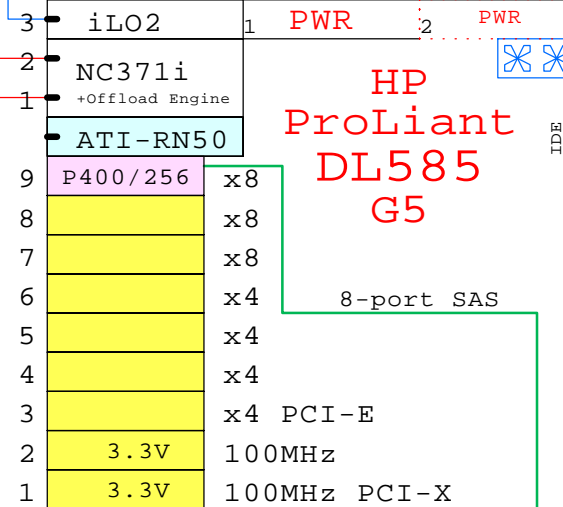 3 iLO2 1 PWR 2 PWR
2 NC371i
1 +Offload Engine
ATI-RN50
HP
ProLiant
DL585
G5
IDE
9 P400/256 x8
8 x8
7 x8
6 x4 8-port SAS
5 x4
4 x4
3 x4 PCI-E
2 3.3V 100MHz
1 3.3V 100MHz PCI-X